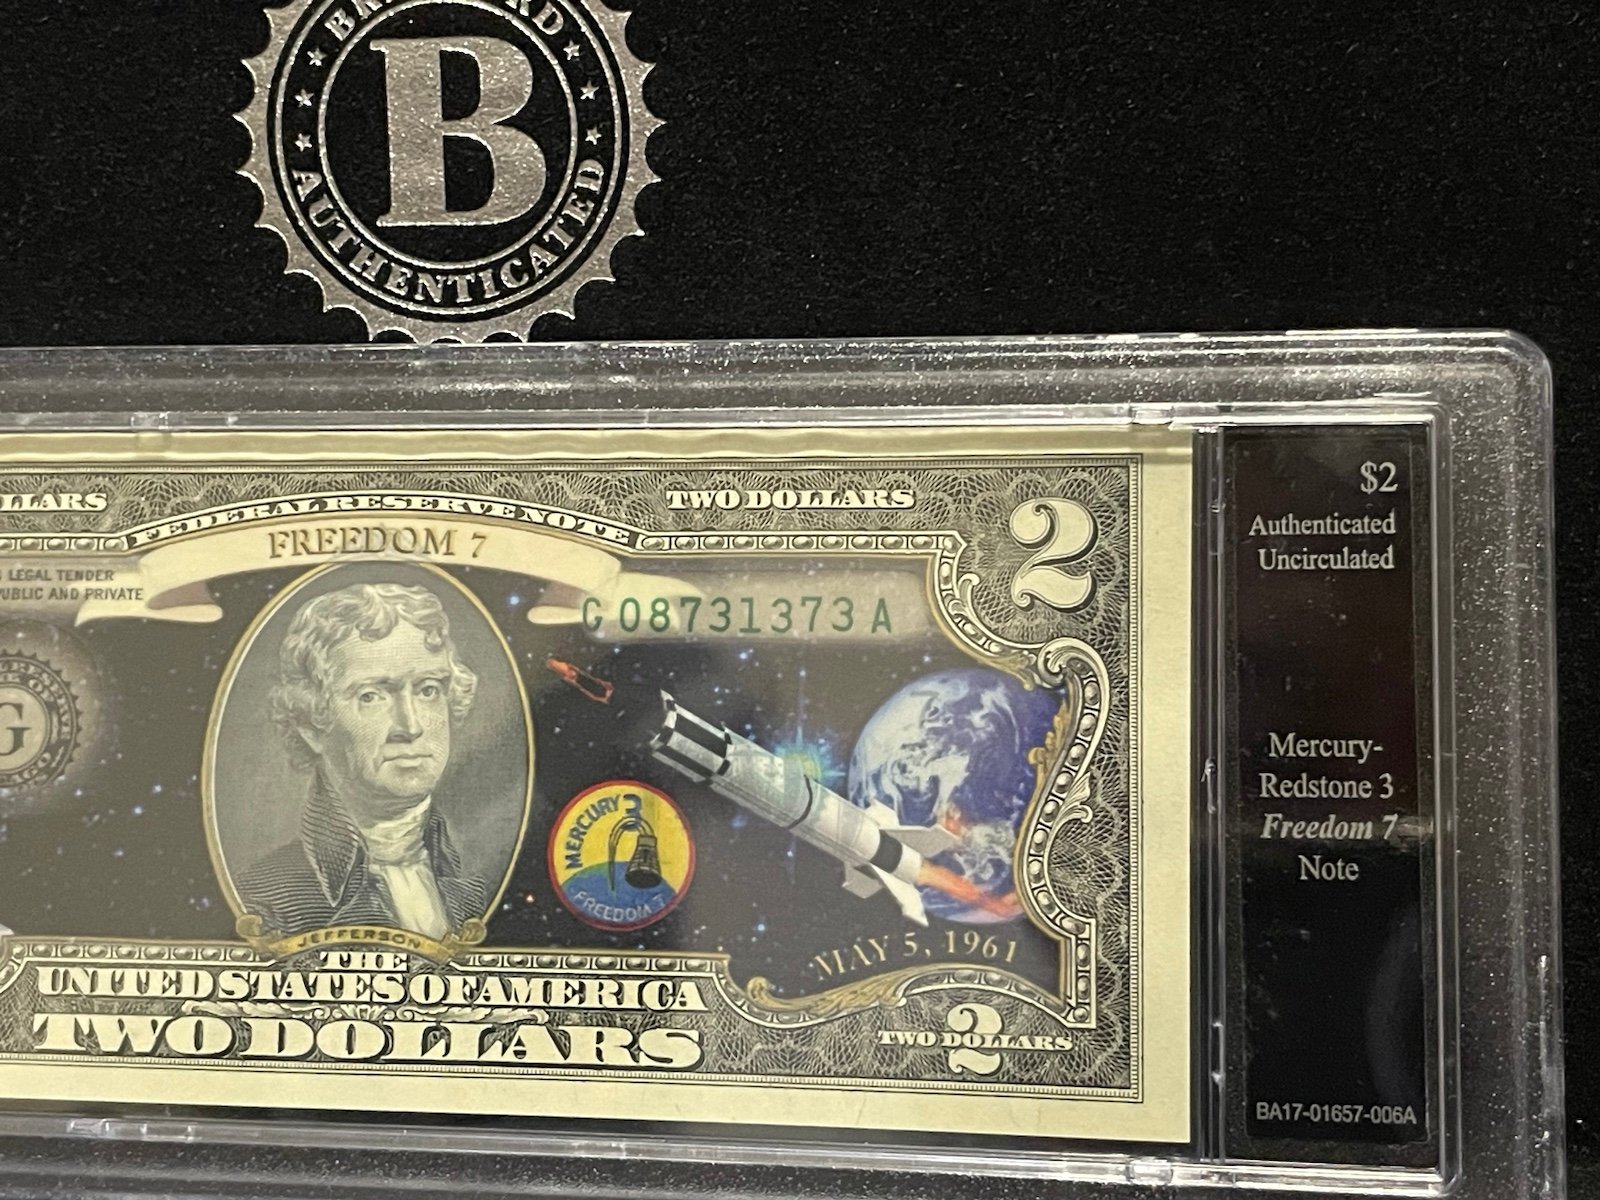 AUTHENTICATED
B
$2
Authenticated
Uncirculated
Mercury-
Redstone 3
Freedom 7
Note
BA17-01657-006A
FEDERAL RESERVE NOTE
TWO DOLLARS
2
FREEDOM 7
LEGAL TENDER
AND PRIVATE
G 08731373 A
G
MERCURY 3
FREEDOM 7
JEFFERSON
MAY 5, 1961
THE
UNITED STATES OF AMERICA
TWO DOLLARS
2
TWO DOLLARS